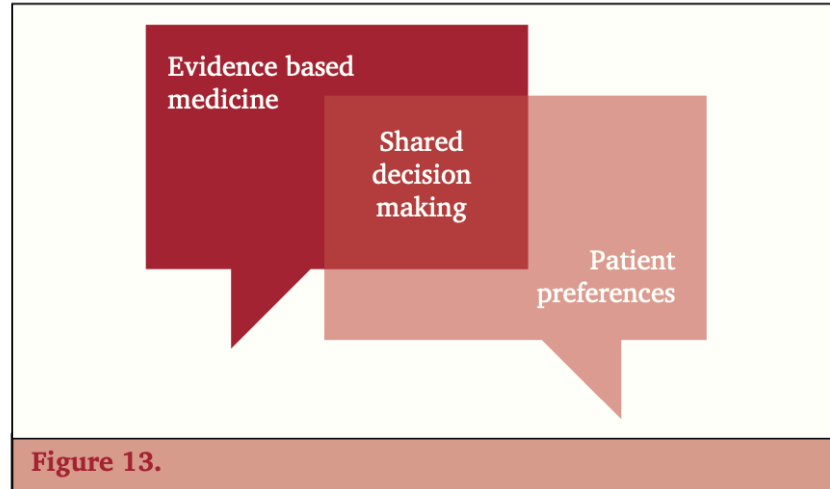 Evidence based
medicine
Shared
decision
making
Patient
preferences
Figure 13.